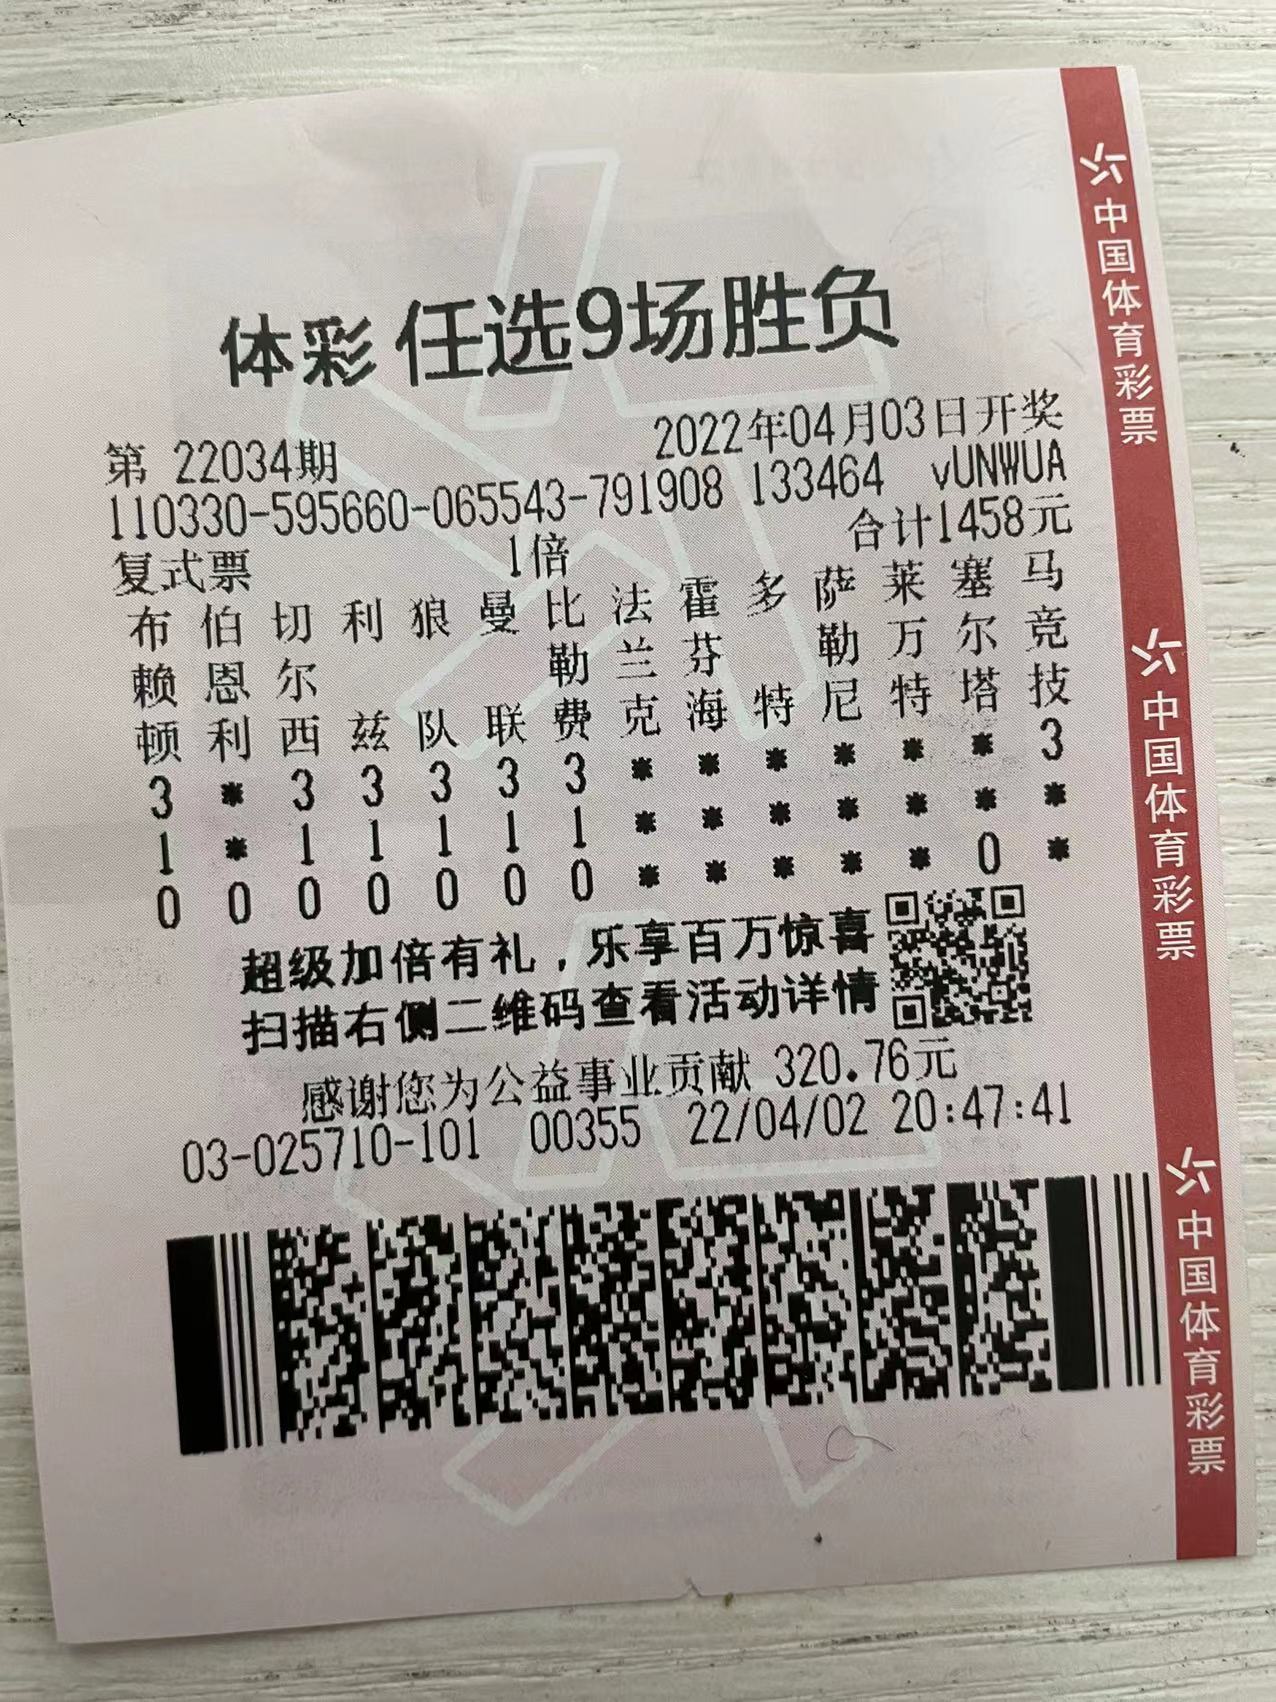 体彩 任选9场胜负
第 22034期 2022年04月03日开奖
110330-595660-065543-791908 133464 vUNWUA
复式票 1倍 合计1458元
布 伯 切 利 狼 曼 比 法 霍 多 萨 莱 塞 马
赖 恩 尔 勒 兰 芬 勒 万 尔 竞
顿 利 西 兹 队 联 费 克 海 特 尼 特 塔 技
3 * 3 3 3 3 3 * * * * * * 3
1 * 1 1 1 1 1 * * * * * * *
0 0 0 0 0 0 0 * * * * * 0 *
超级加倍有礼，乐享百万惊喜
扫描右侧二维码查看活动详情
感谢您为公益事业贡献 320.76元
03-025710-101 00355 22/04/02 20:47:41
中国体育彩票
中国体育彩票
中国体育彩票